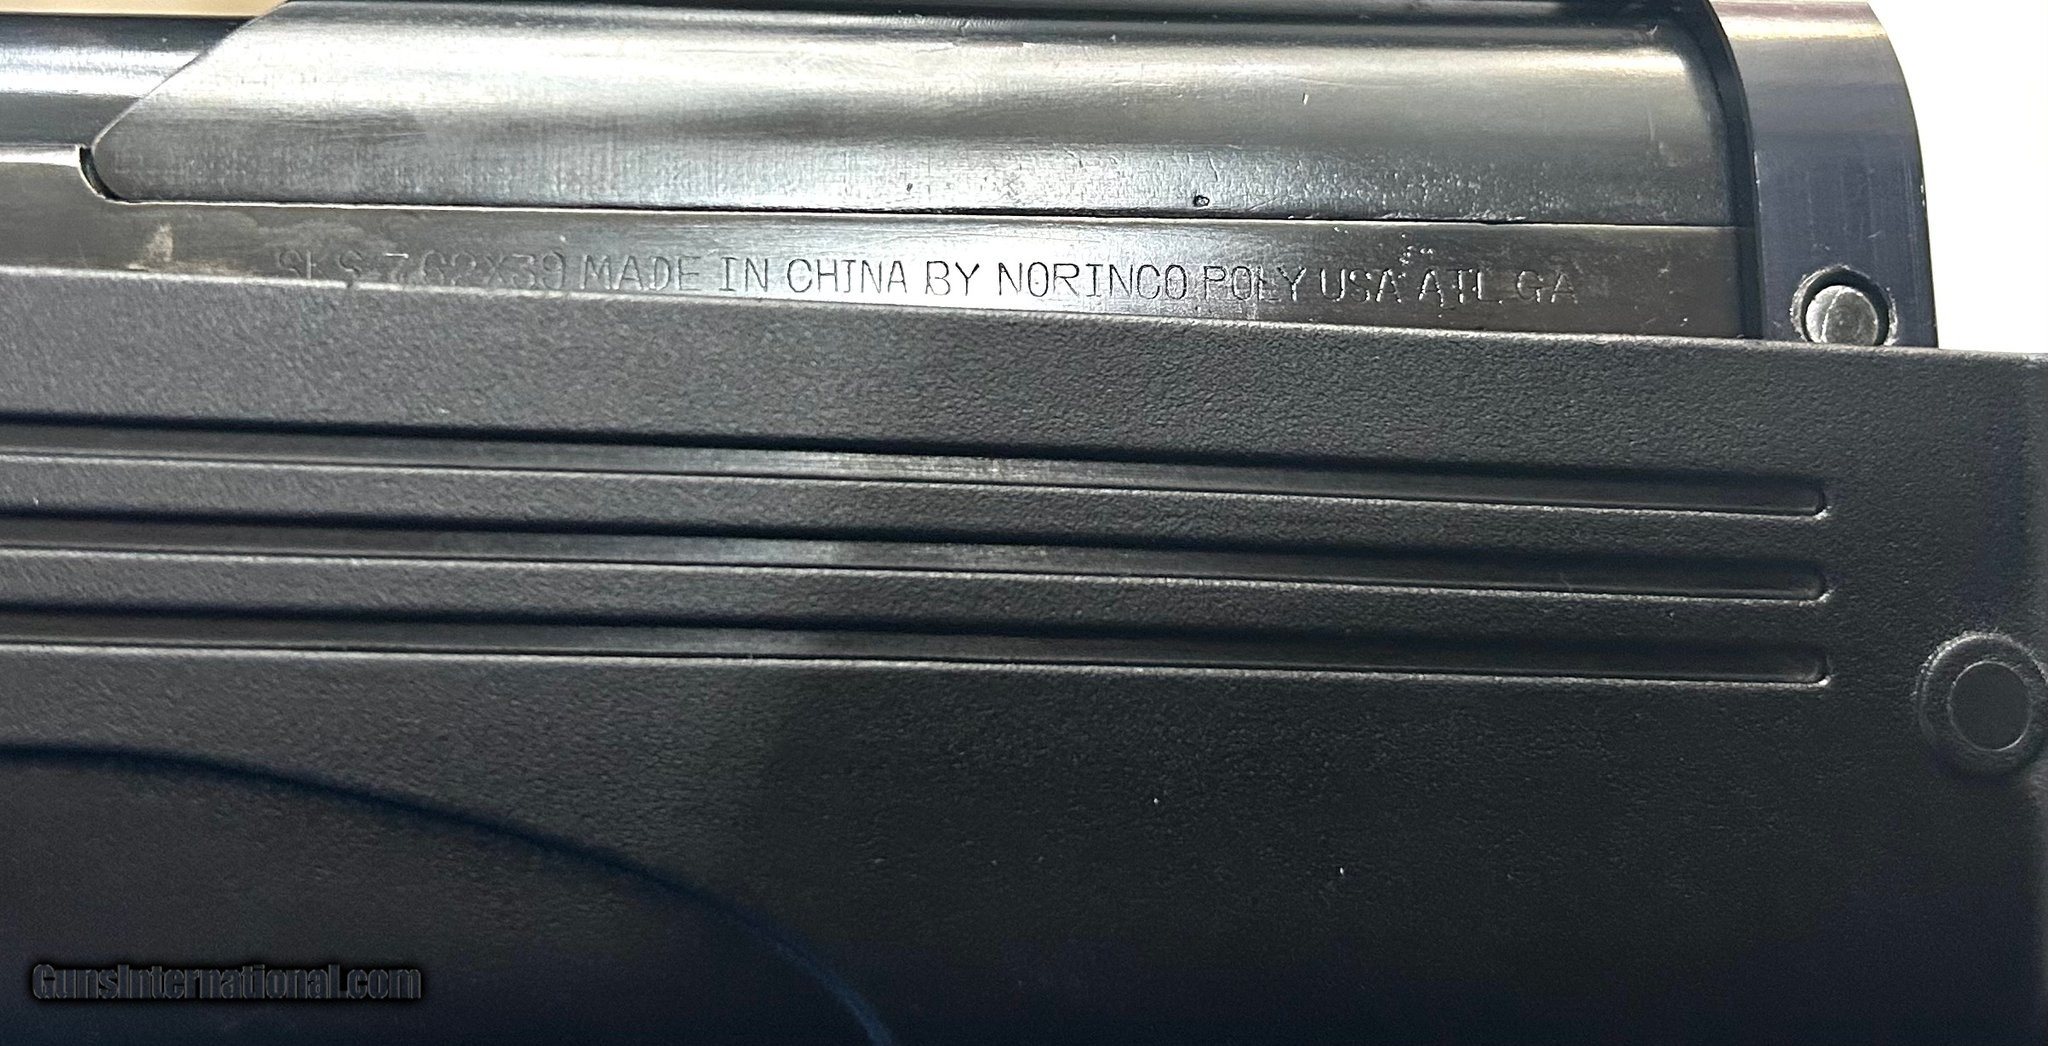 SKS 7.62X39 MADE IN CHINA BY NORINCO POLY USA ATL GA
GunsInternational.com